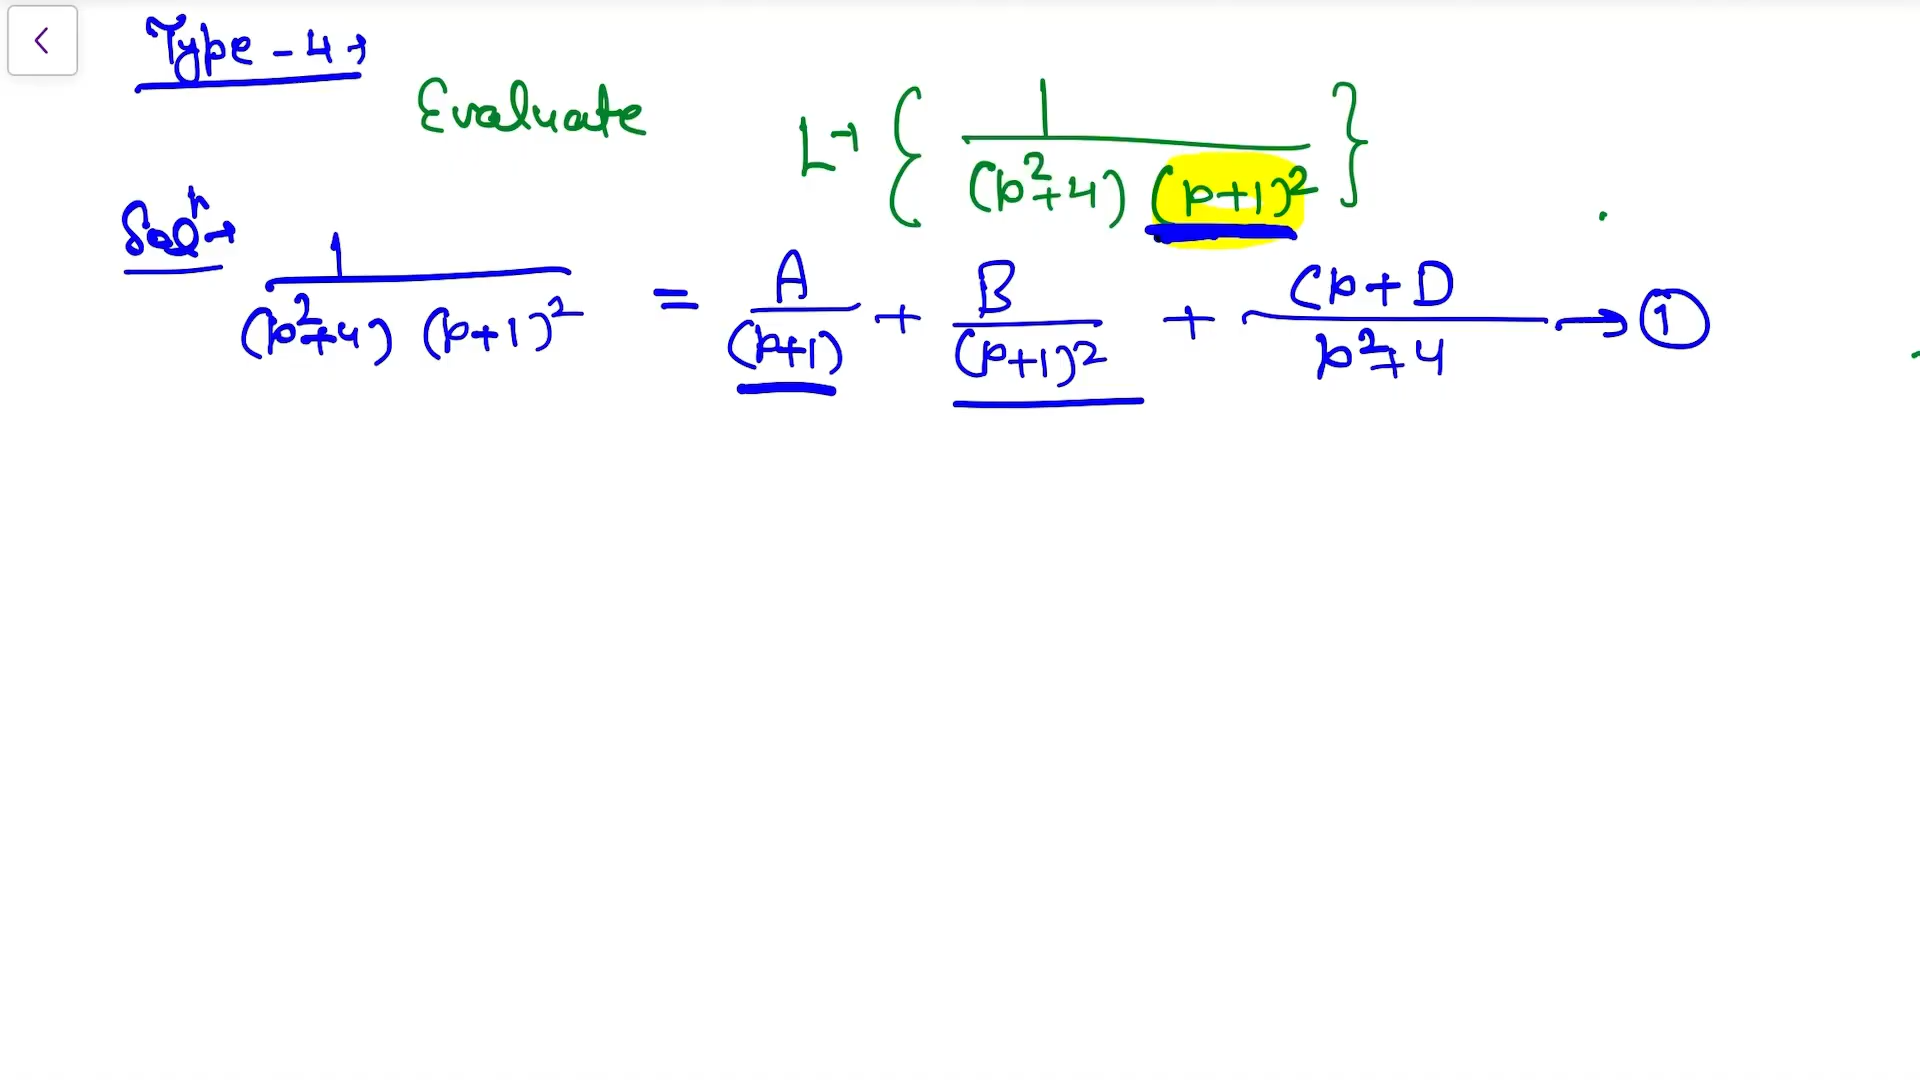 Type - 4 →
Evaluate L⁻¹ { 1 / (p²+4) (p+1)² }
Solⁿ →
1 / (p²+4) (p+1)² = A / (p+1) + B / (p+1)² + Cp+D / p²+4 → ①